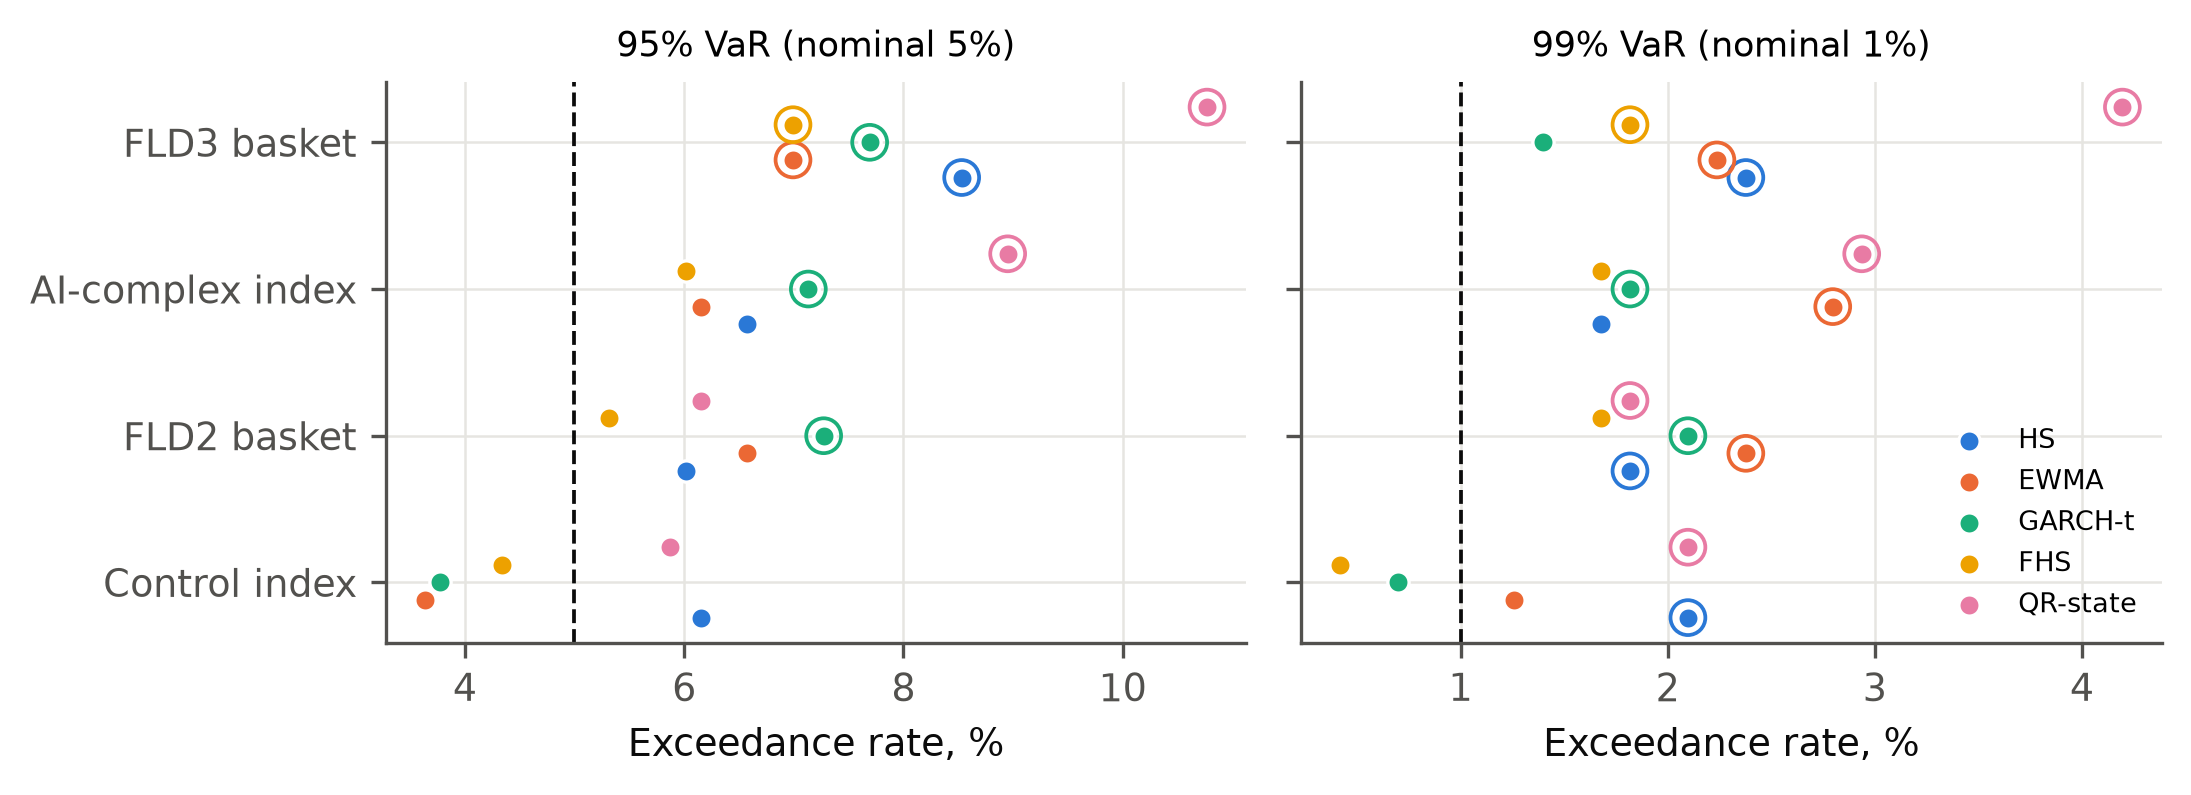 95% VaR (nominal 5%)
99% VaR (nominal 1%)
FLD3 basket
AI-complex index
FLD2 basket
Control index
4 6 8 10
1 2 3 4
Exceedance rate, %
Exceedance rate, %
HS
EWMA
GARCH-t
FHS
QR-state